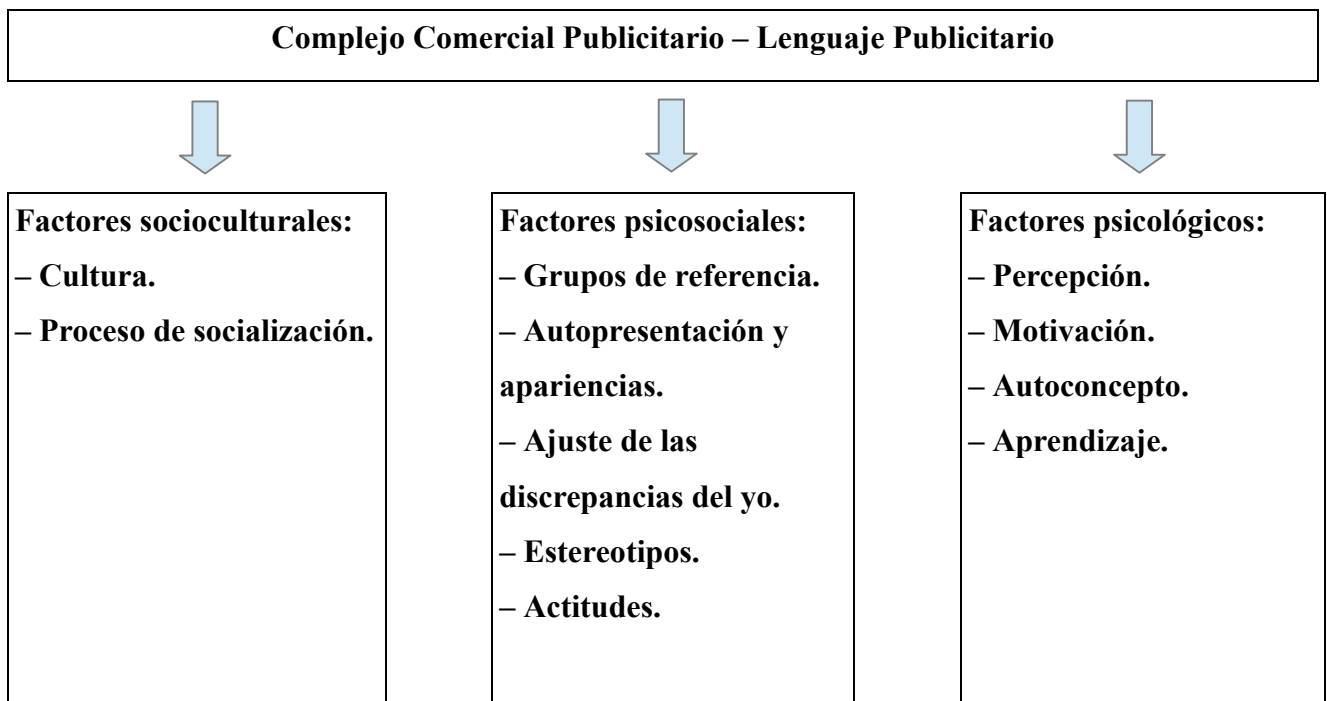 Complejo Comercial Publicitario – Lenguaje Publicitario
Factores socioculturales:
– Cultura.
– Proceso de socialización.
Factores psicosociales:
– Grupos de referencia.
– Autopresentación y
apariencias.
– Ajuste de las
discrepancias del yo.
– Estereotipos.
– Actitudes.
Factores psicológicos:
– Percepción.
– Motivación.
– Autoconcepto.
– Aprendizaje.